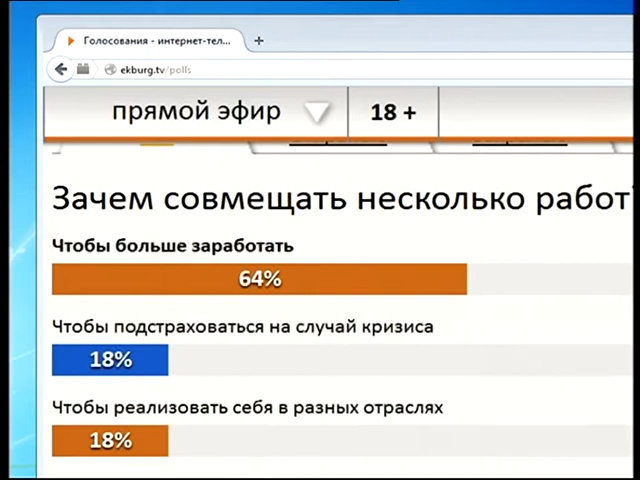 Голосования - интернет-тел...
ekburg.tv/polls
прямой эфир
18 +
Зачем совмещать несколько работ
Чтобы больше заработать
64%
Чтобы подстраховаться на случай кризиса
18%
Чтобы реализовать себя в разных отраслях
18%